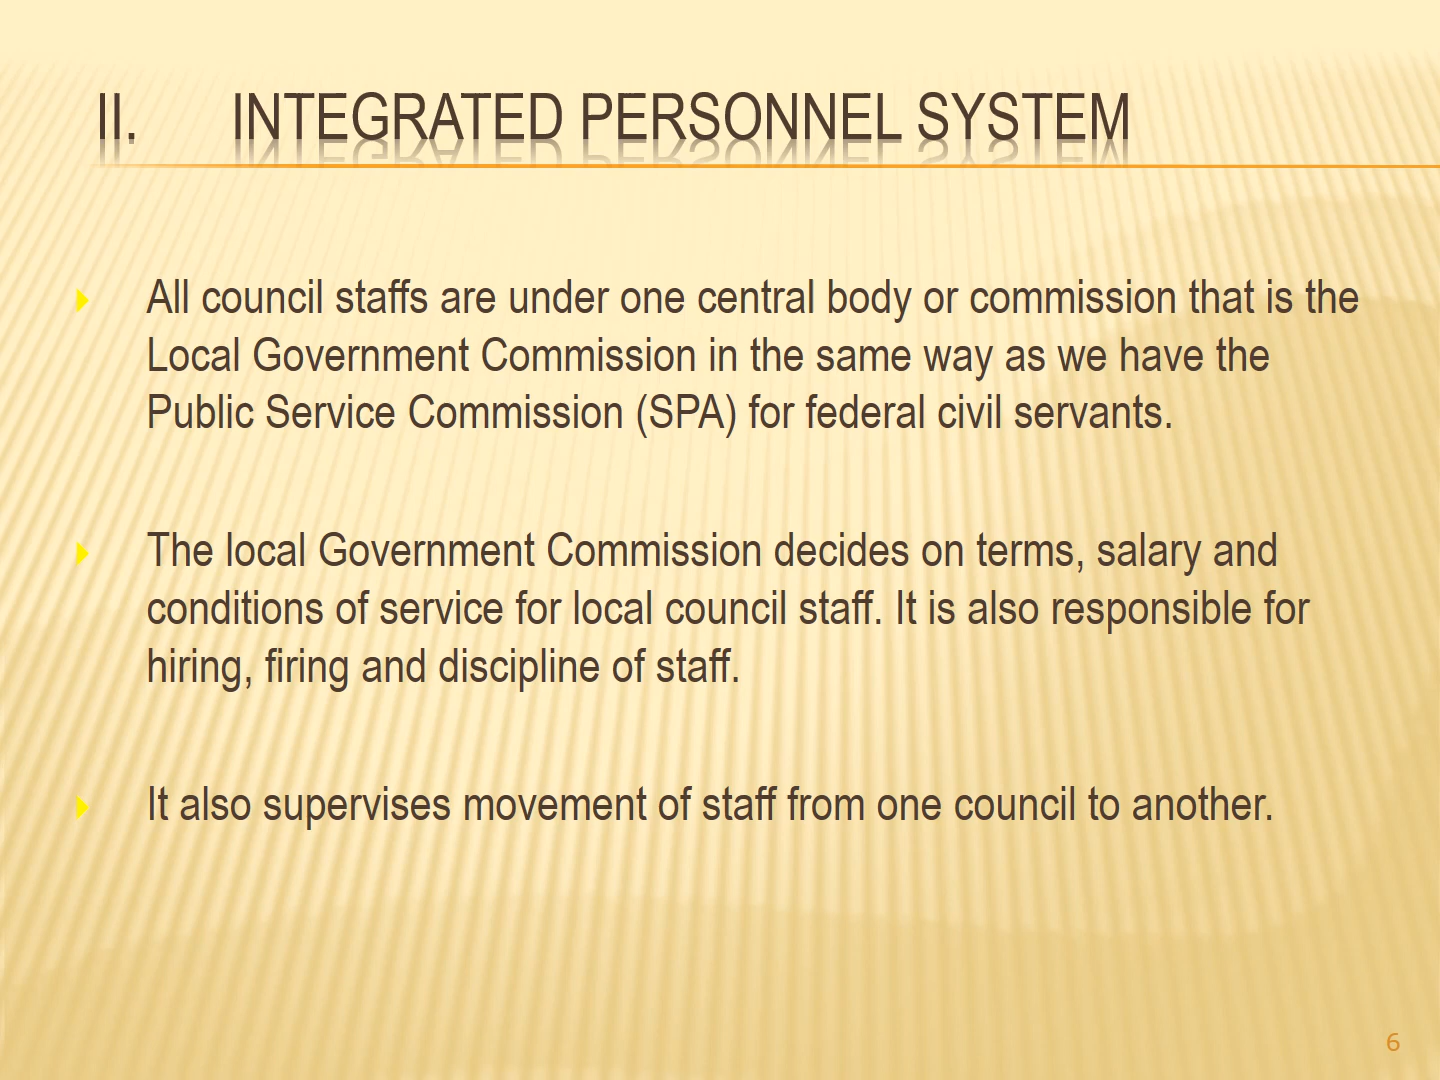 II. INTEGRATED PERSONNEL SYSTEM
All council staffs are under one central body or commission that is the
Local Government Commission in the same way as we have the
Public Service Commission (SPA) for federal civil servants.
The local Government Commission decides on terms, salary and
conditions of service for local council staff. It is also responsible for
hiring, firing and discipline of staff.
It also supervises movement of staff from one council to another.
6